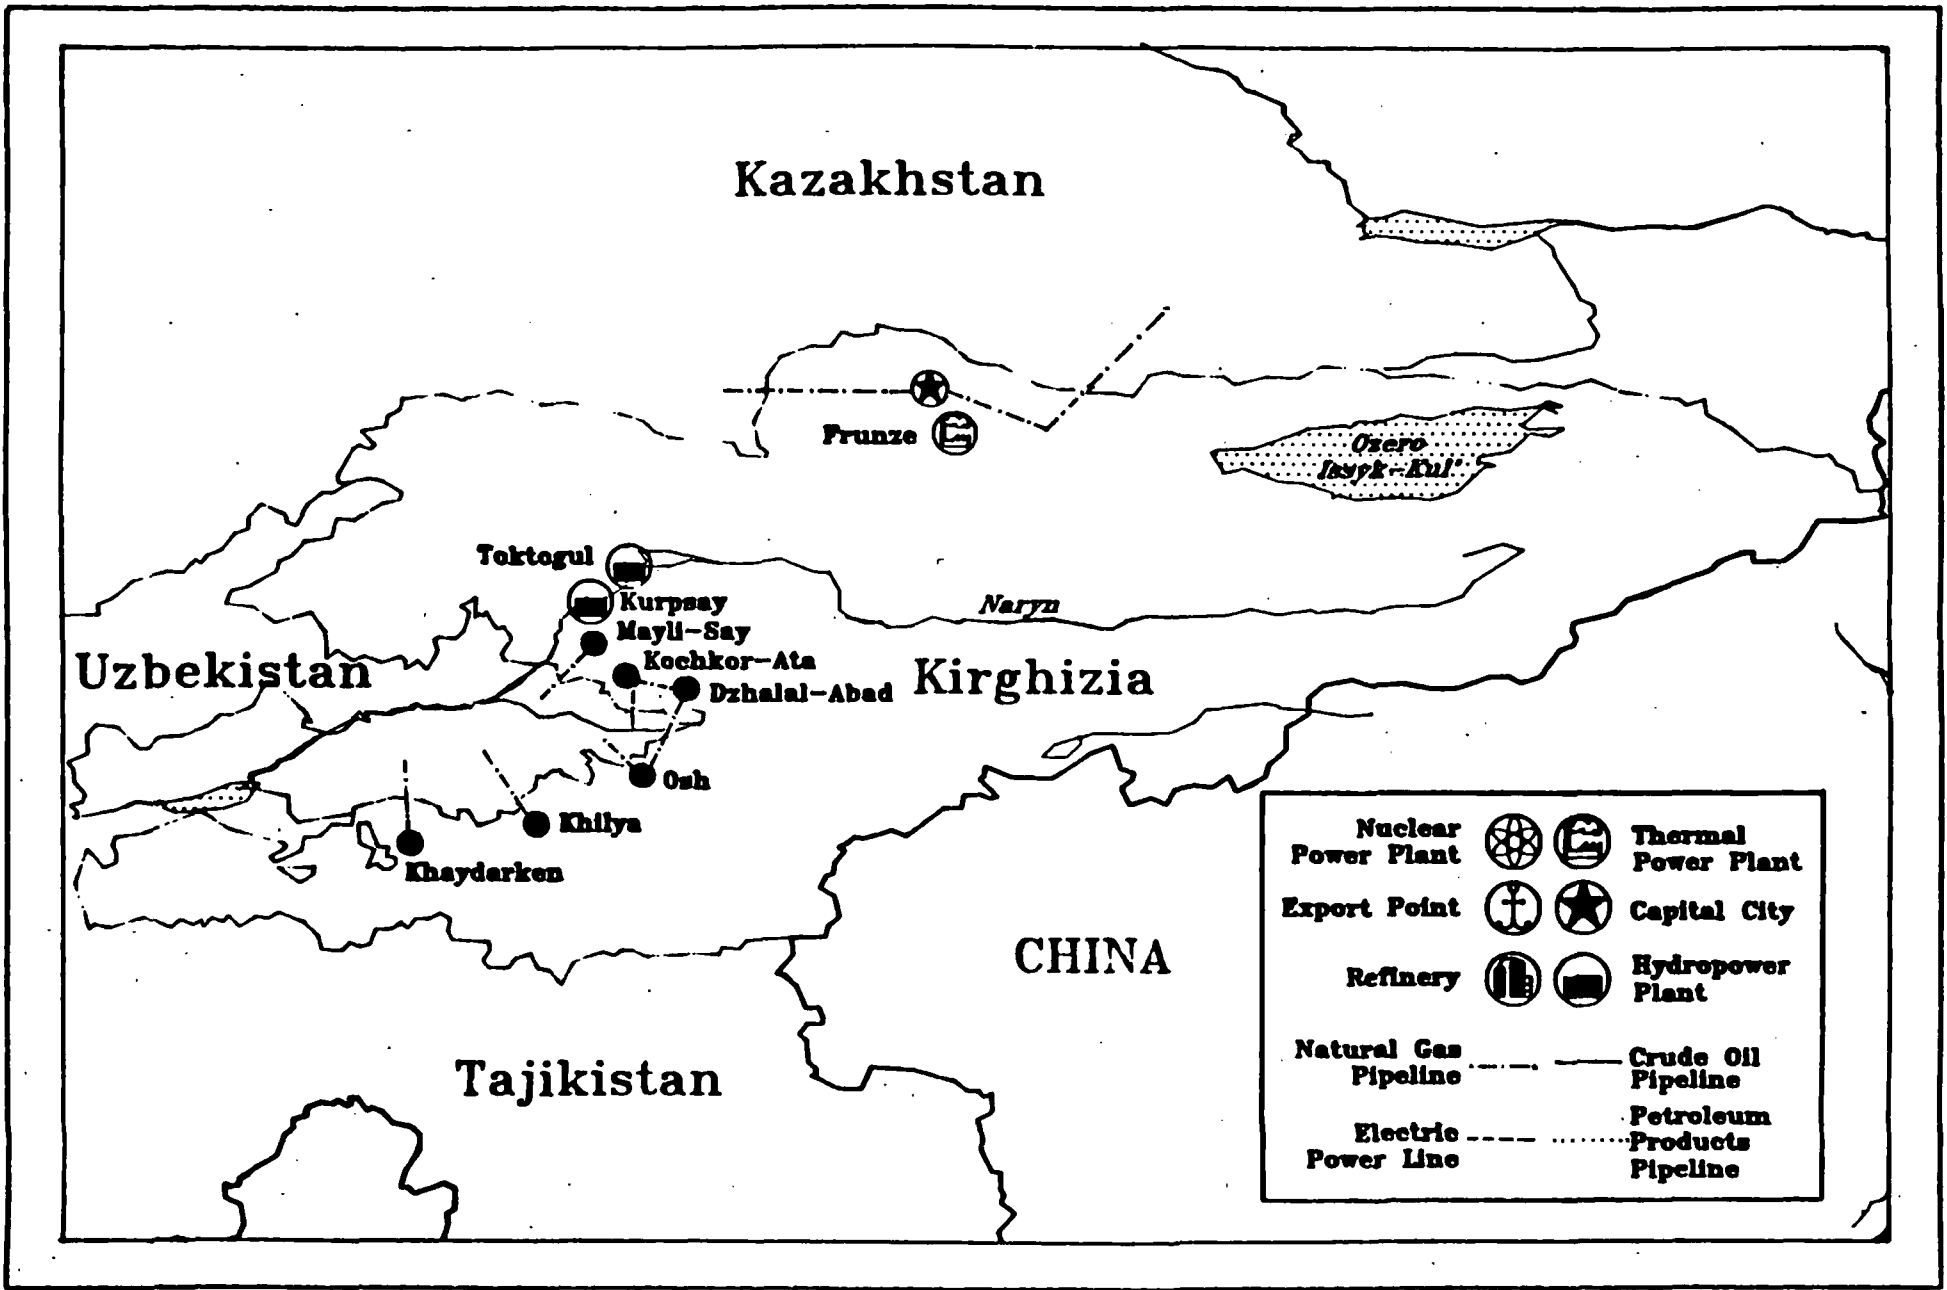 Kazakhstan
Frunze
Ozero
Issyk-Kul'
Toktogul
Kurpsay
Naryn
Mayli-Say
Kochkor-Ata
Uzbekistan
Kirghizia
Dzhalal-Abad
Osh
Khilya
Khaydarken
CHINA
Tajikistan
Nuclear
Power Plant
Thermal
Power Plant
Export Point
Capital City
Refinery
Hydropower
Plant
Natural Gas
Pipeline
Crude Oil
Pipeline
Electric
Power Line
Petroleum
Products
Pipeline